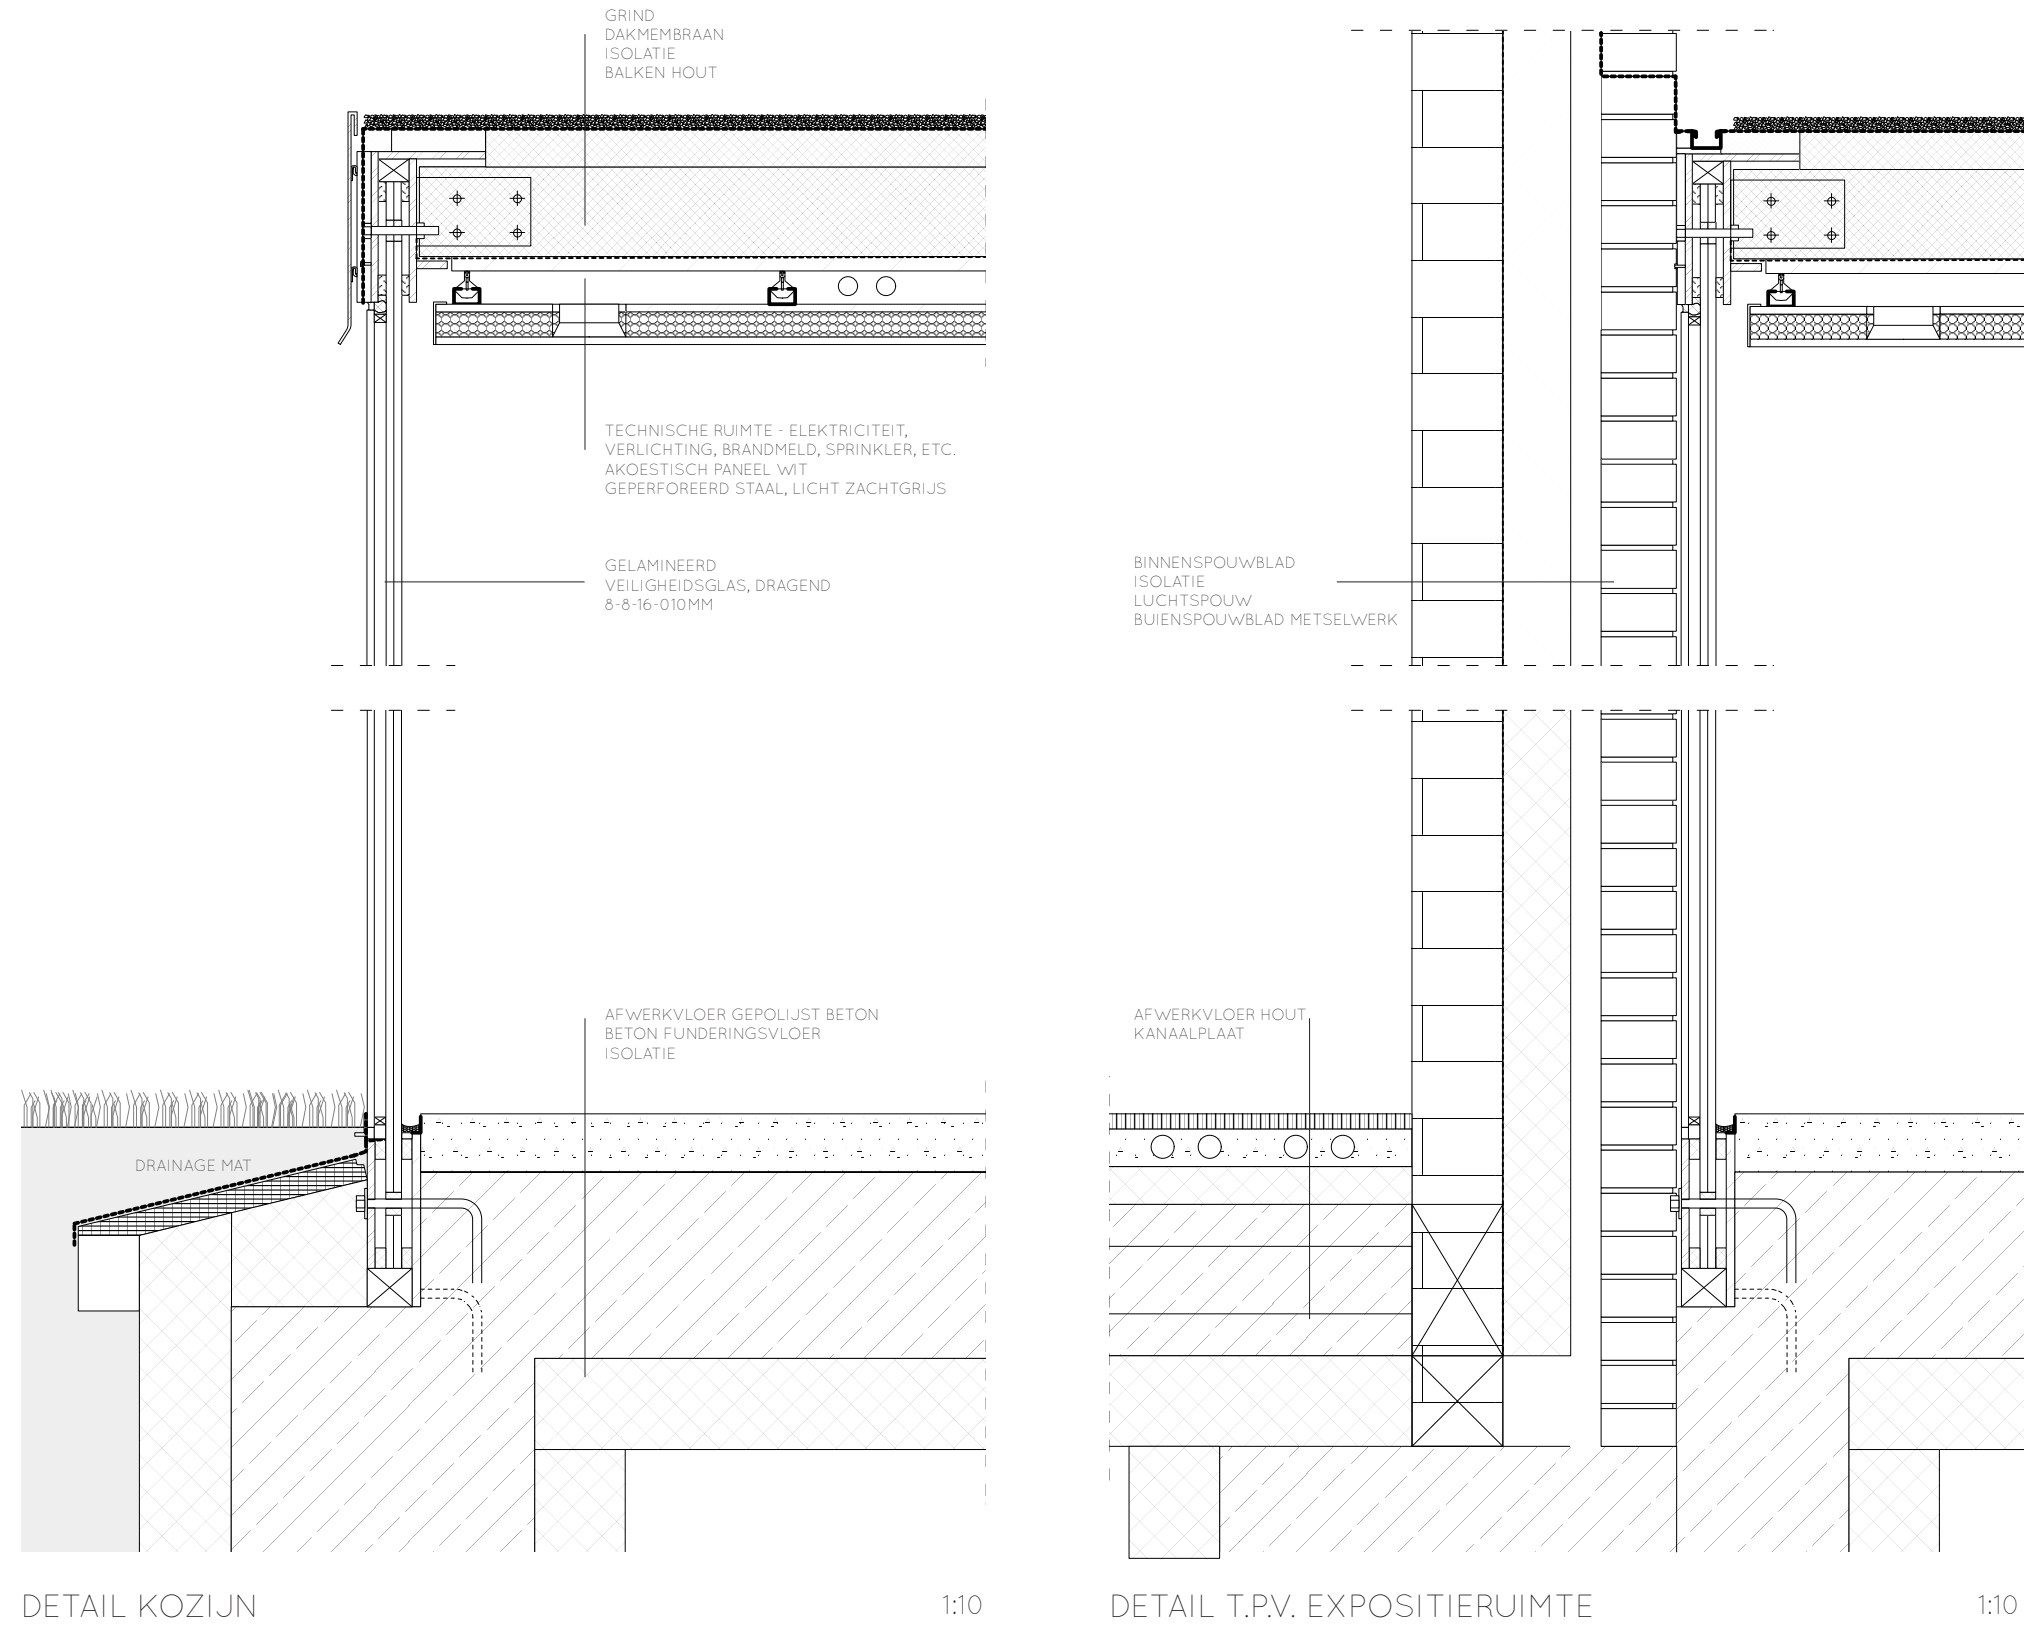 GRIND
DAKMEMBRAAN
ISOLATIE
BALKEN HOUT
TECHNISCHE RUIMTE - ELEKTRICITEIT,
VERLICHTING, BRANDMELD, SPRINKLER, ETC.
AKOESTISCH PANEEL WIT
GEPERFOREERD STAAL, LICHT ZACHTGRIJS
GELAMINEERD
VEILIGHEIDSGLAS, DRAGEND
8-8-16-010MM
AFWERKVLOER GEPOLIJST BETON
BETON FUNDERINGSVLOER
ISOLATIE
DRAINAGE MAT
DETAIL KOZIJN
1:10
BINNENSPOUWBLAD
ISOLATIE
LUCHTSPOUW
BUIENSPOUWBLAD METSELWERK
AFWERKVLOER HOUT
KANAALPLAAT
DETAIL T.P.V. EXPOSITIERUIMTE
1:10